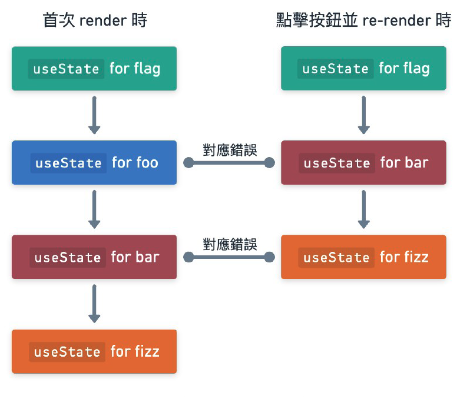 首次 render 時
點擊按鈕並 re-render 時
useState for flag
useState for flag
useState for foo
對應錯誤
useState for bar
useState for bar
對應錯誤
useState for fizz
useState for fizz